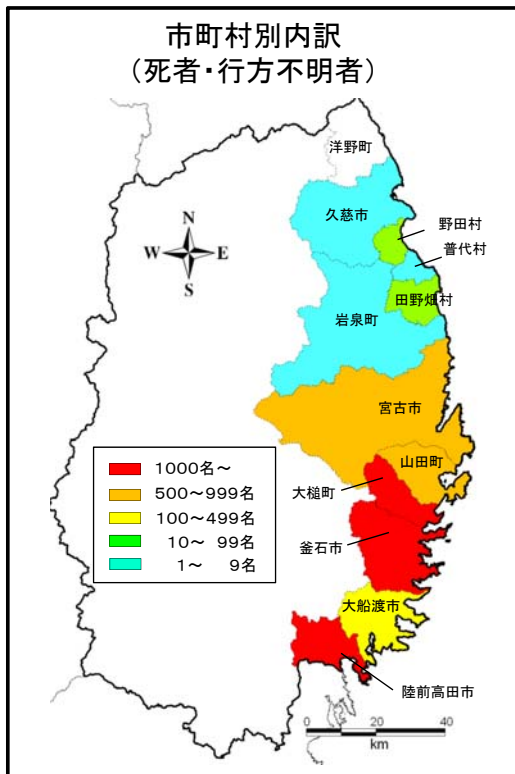 市町村別内訳
（死者・行方不明者）
洋野町
久慈市
野田村
普代村
N
W E
S
田野畑村
岩泉町
宮古市
山田町
1000名～
500～999名
100～499名
10～ 99名
1～ 9名
大槌町
釜石市
大船渡市
陸前高田市
0 20 40
km